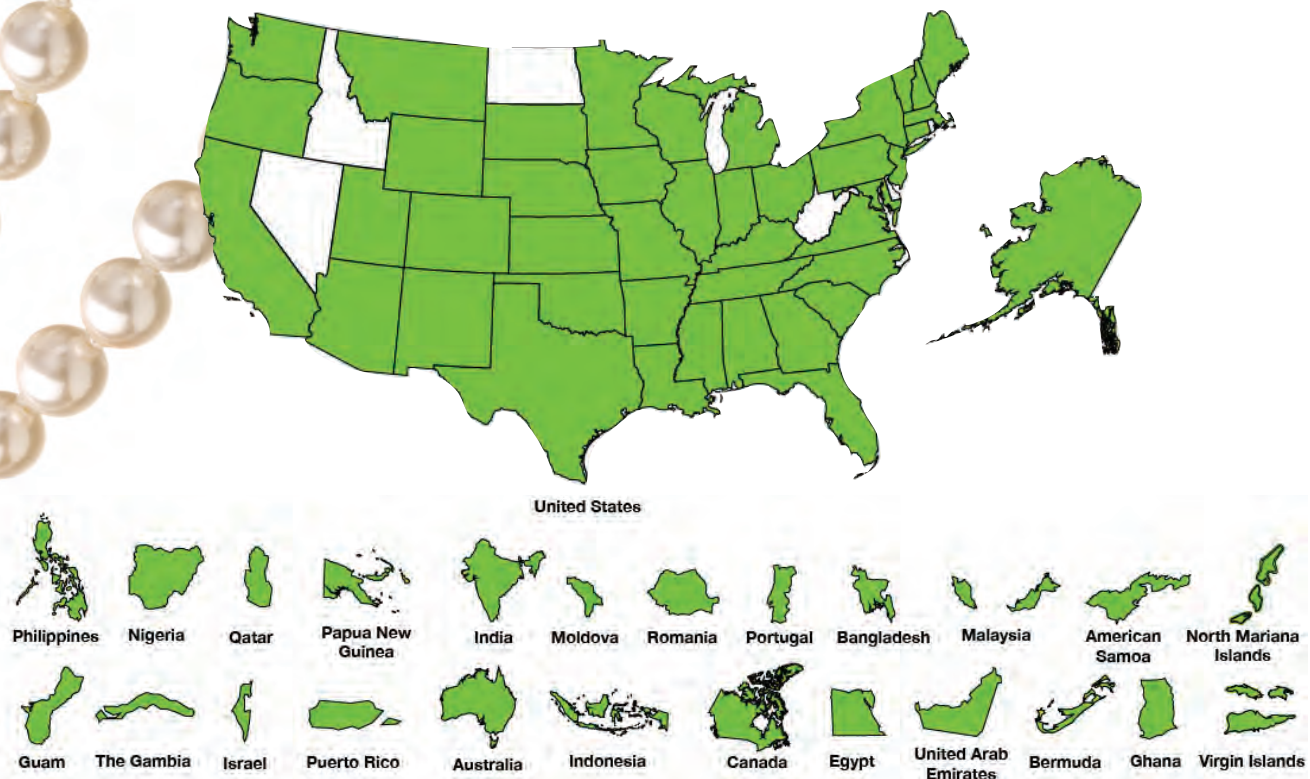 United States
Philippines
Nigeria
Qatar
Papua New
Guinea
India
Moldova
Romania
Portugal
Bangladesh
Malaysia
American
Samoa
North Mariana
Islands
Guam
The Gambia
Israel
Puerto Rico
Australia
Indonesia
Canada
Egypt
United Arab
Emirates
Bermuda
Ghana
Virgin Islands